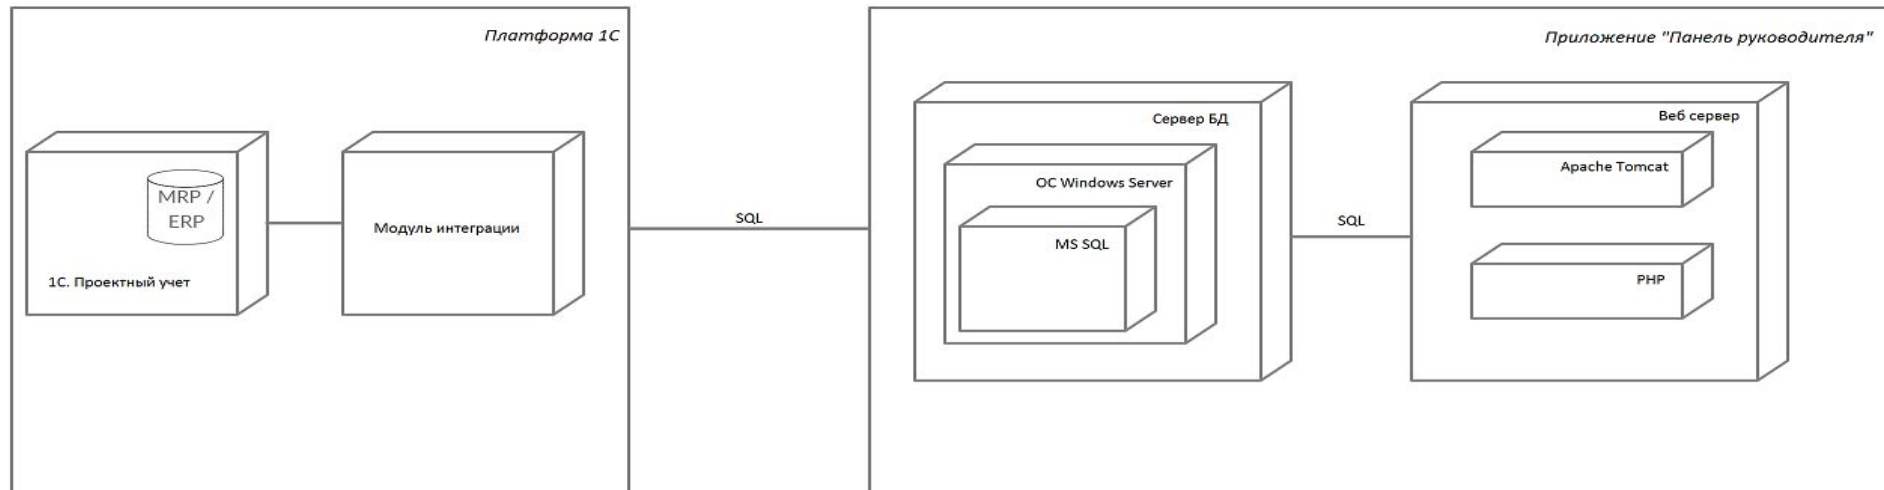 Платформа 1С
MRP /
ERP
1С. Проектный учет
Модуль интеграции
SQL
Приложение "Панель руководителя"
Сервер БД
ОС Windows Server
MS SQL
SQL
Веб сервер
Apache Tomcat
PHP